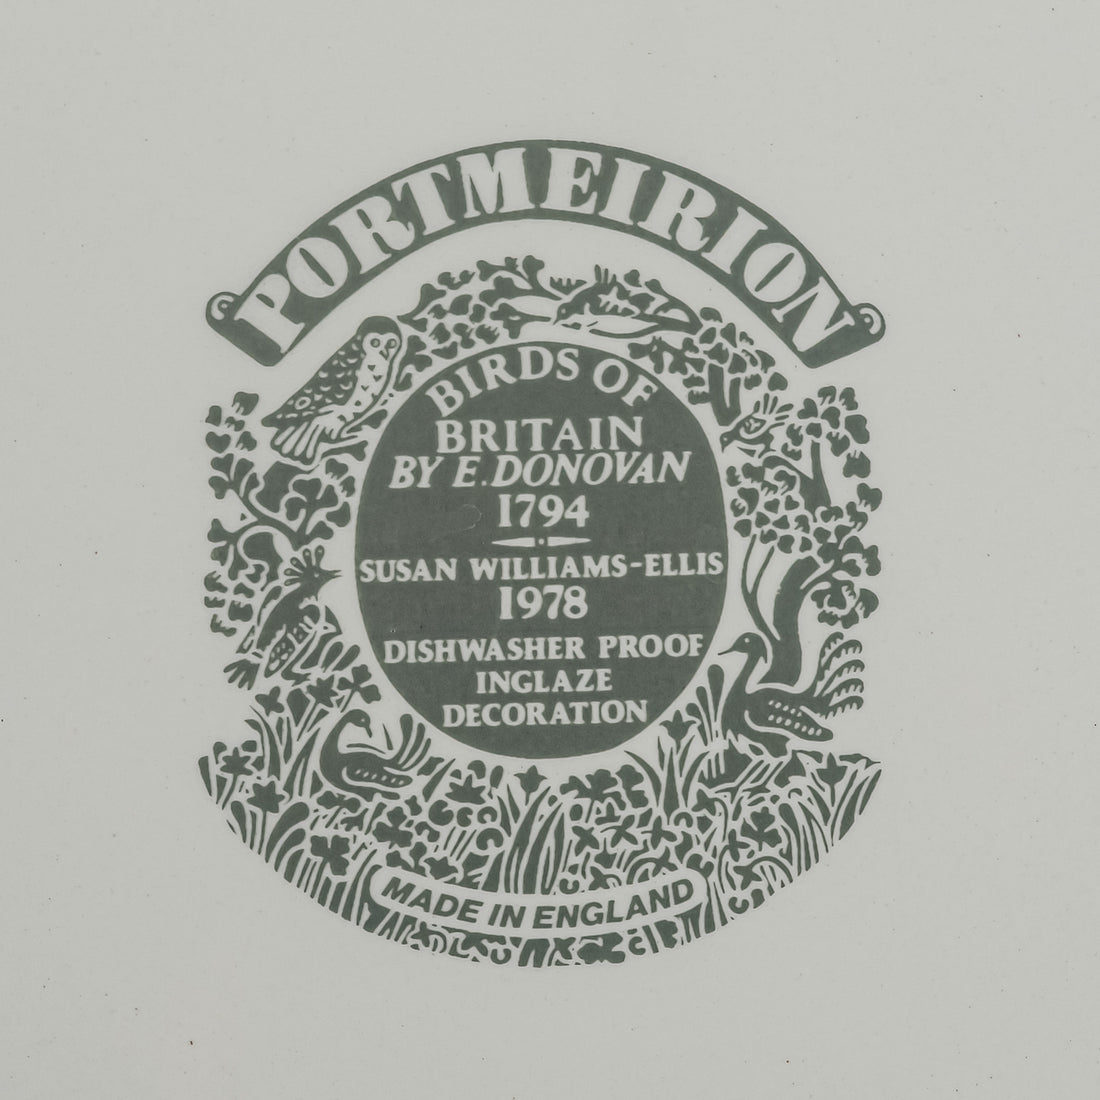 PORTMEIRION
BIRDS OF
BRITAIN
BY E.DONOVAN
1794
SUSAN WILLIAMS-ELLIS
1978
DISHWASHER PROOF
INGLAZE
DECORATION
MADE IN ENGLAND